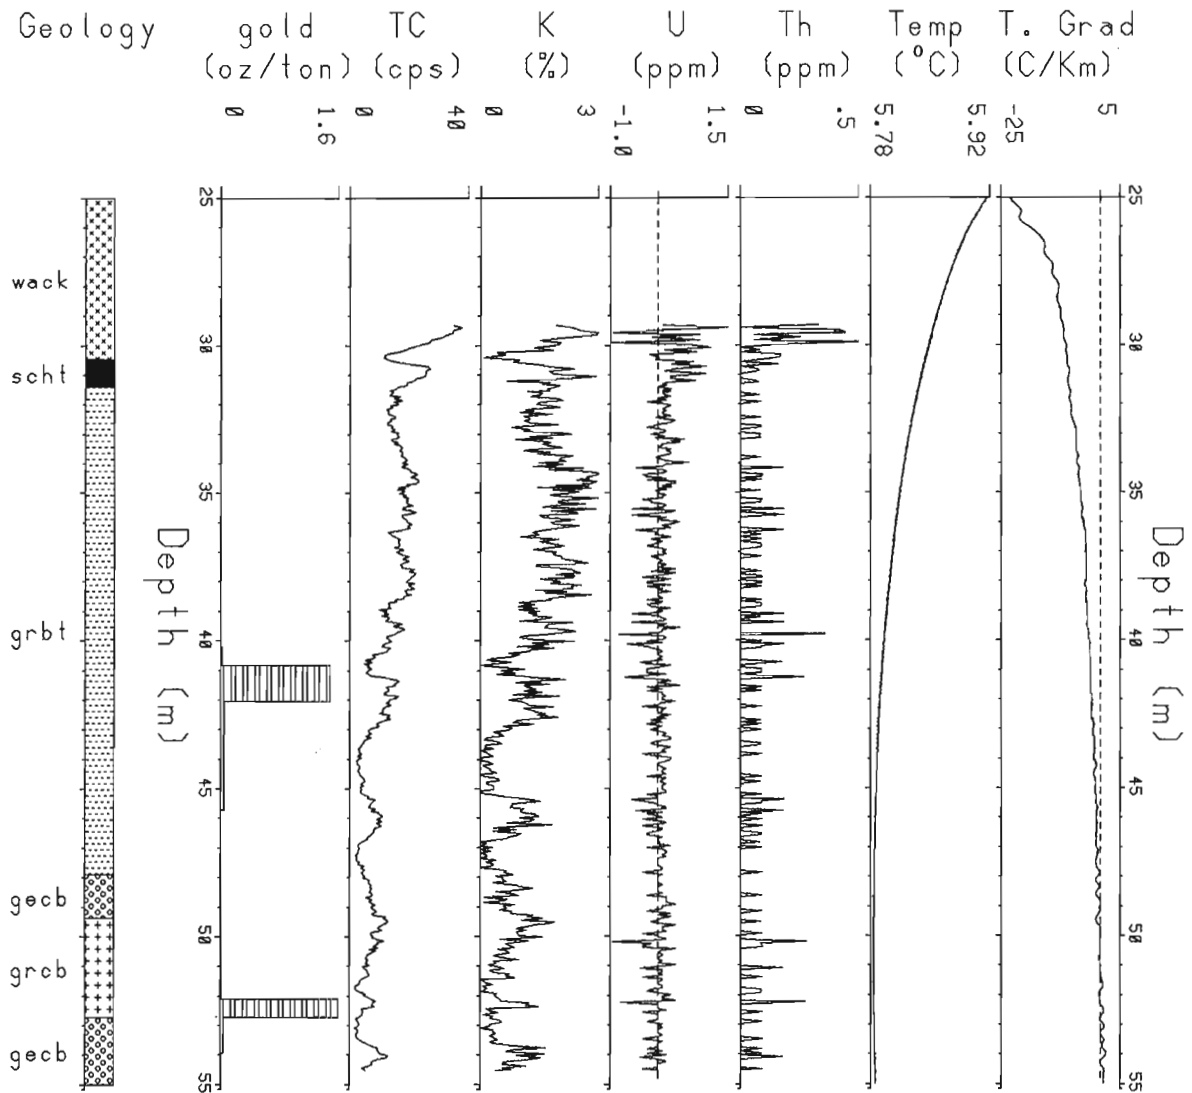 Geology gold TC K U Th Temp T. Grad
(oz/ton) (cps) (%) (ppm) (ppm) (°C) (C/Km)
0 1.6 0 40 0 3 -1.0 1.5 0 .5 5.78 5.92 -25 5
25 25
wack
30 30
scht
35 35
Depth (m) Depth (m)
grbt 40 40
45 45
gecb
50 50
grcb
gecb
55 55